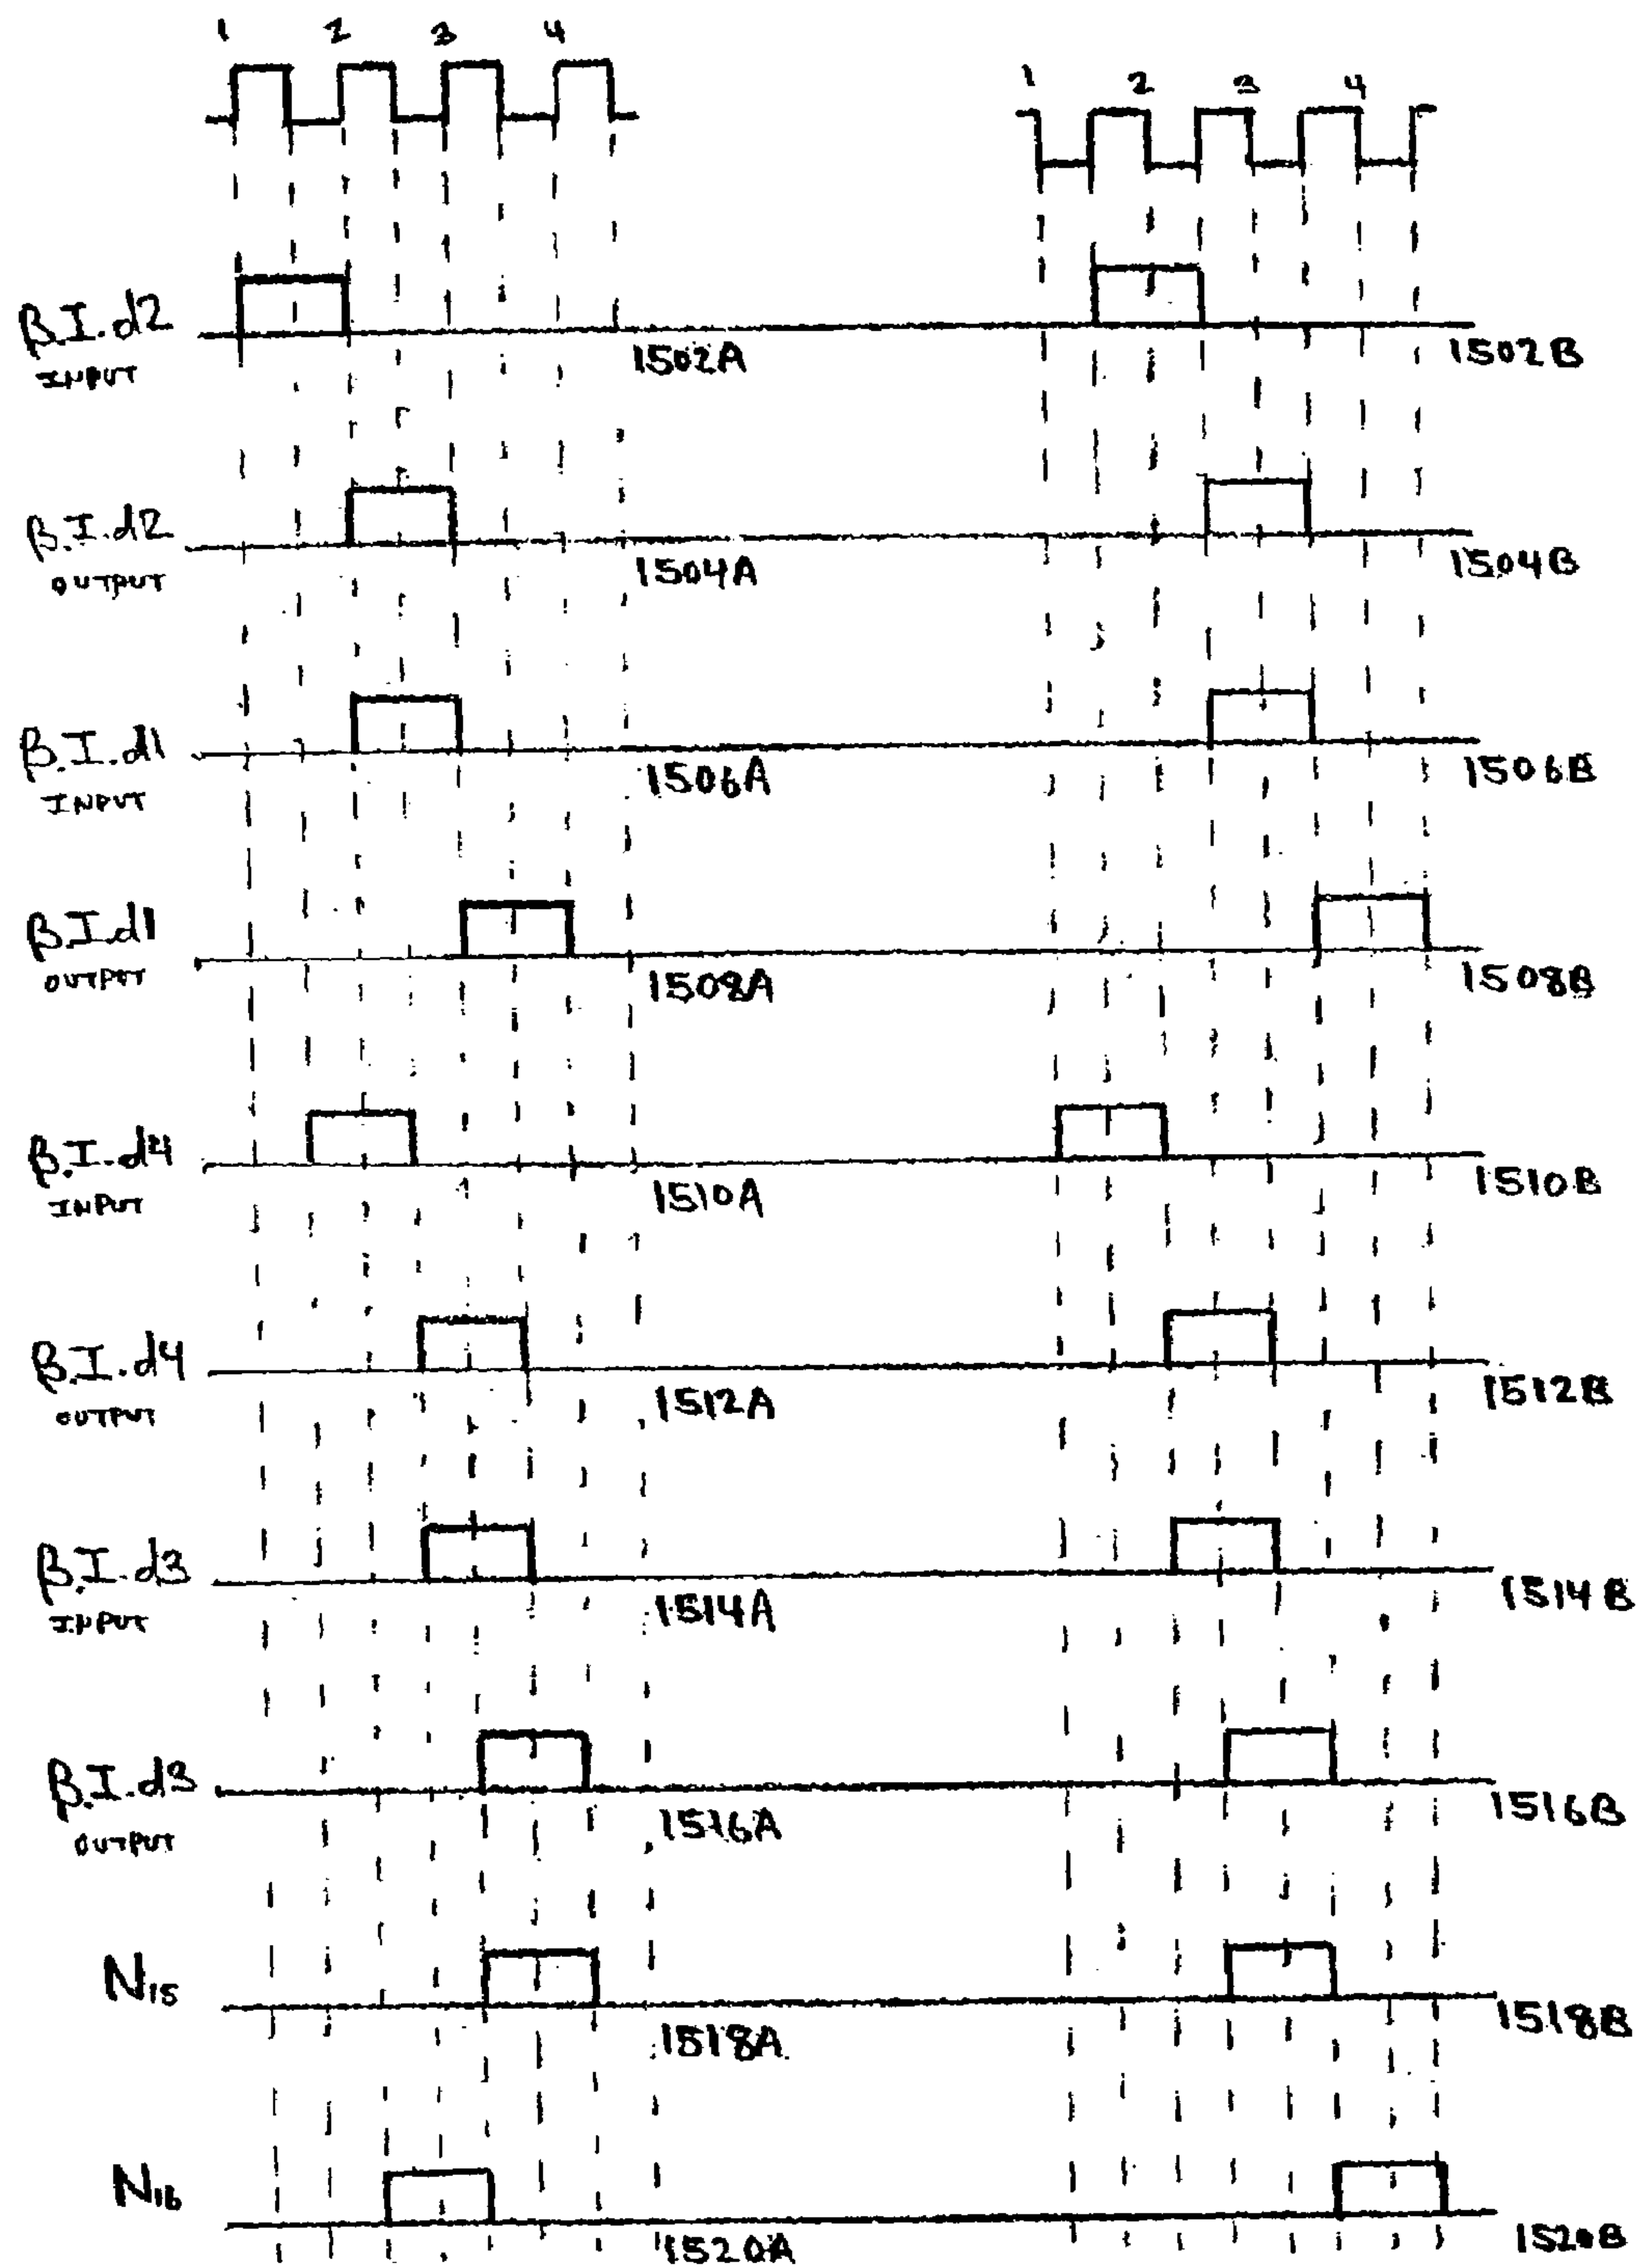 1 2 3 4
1 2 3 4
β.I.d2
INPUT
1502A
1502B
β.I.d2
OUTPUT
1504A
1504B
β.I.d1
INPUT
1506A
1506B
β.I.d1
OUTPUT
1508A
1508B
β.I.d4
INPUT
1510A
1510B
β.I.d4
OUTPUT
1512A
1512B
β.I.d3
INPUT
1514A
1514B
β.I.d3
OUTPUT
1516A
1516B
N15
1518A
1518B
N16
1520A
1520B